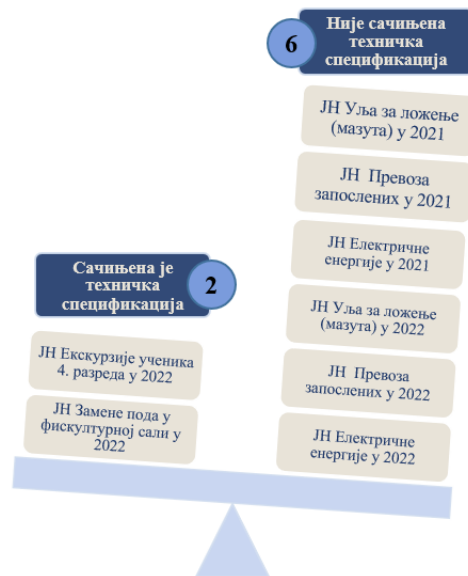 Није сачињена
техничка
спецификација
6
ЈН Уља за ложење
(мазута) у 2021
ЈН Превоза
запослених у 2021
ЈН Електричне
енергије у 2021
ЈН Уља за ложење
(мазута) у 2022
ЈН Превоза
запослених у 2022
ЈН Електричне
енергије у 2022
Сачињена је
техничка
спецификација
2
ЈН Екскурзије ученика
4. разреда у 2022
ЈН Замене пода у
фискултурној сали у
2022